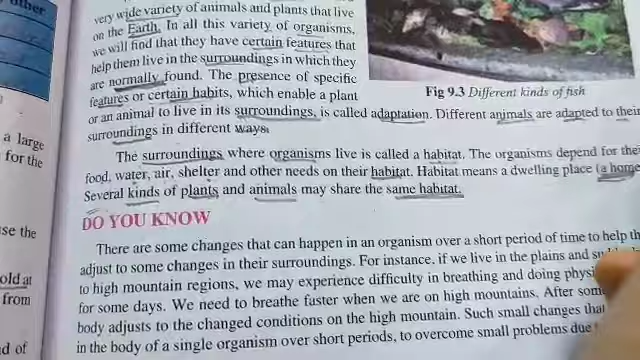 other
a large
for the
se the
old at
from
d of
very wide variety of animals and plants that live
on the Earth. In all this variety of organisms,
we will find that they have certain features that
help them live in the surroundings in which they
are normally found. The presence of specific
features or certain habits, which enable a plant
or an animal to live in its surroundings, is called adaptation. Different animals are adapted to their
surroundings in different ways.
Fig 9.3 Different kinds of fish
The surroundings where organisms live is called a habitat. The organisms depend for their
food, water, air, shelter and other needs on their habitat. Habitat means a dwelling place (a home
Several kinds of plants and animals may share the same habitat.
DO YOU KNOW
There are some changes that can happen in an organism over a short period of time to help th
adjust to some changes in their surroundings. For instance, if we live in the plains and
to high mountain regions, we may experience difficulty in breathing and doing physi
for some days. We need to breathe faster when we are on high mountains. After som
body adjusts to the changed conditions on the high mountain. Such small changes that
in the body of a single organism over short periods, to overcome small problems due